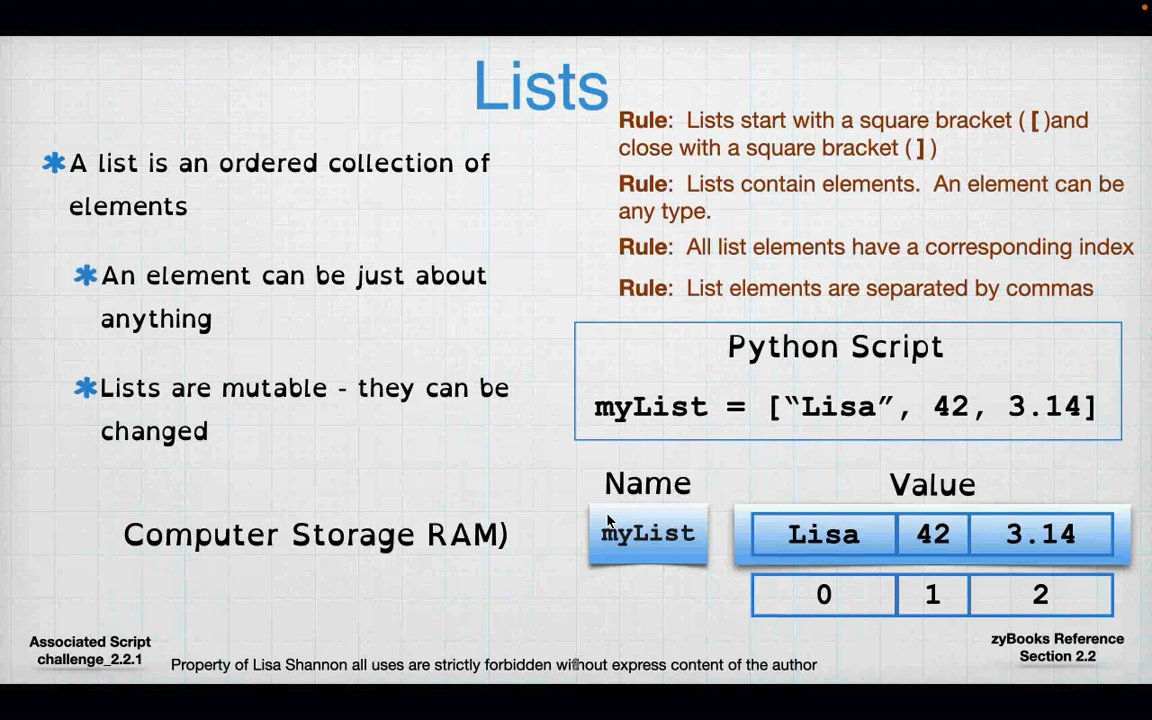 Lists
A list is an ordered collection of
elements
An element can be just about
anything
Lists are mutable - they can be
changed
Rule: Lists start with a square bracket ( [ )and
close with a square bracket ( ] )
Rule: Lists contain elements. An element can be
any type.
Rule: All list elements have a corresponding index
Rule: List elements are separated by commas
Python Script
myList = [“Lisa”, 42, 3.14]
Name Value
Computer Storage RAM) myList Lisa 42 3.14
0 1 2
Associated Script
challenge_2.2.1
Property of Lisa Shannon all uses are strictly forbidden without express content of the author
zyBooks Reference
Section 2.2